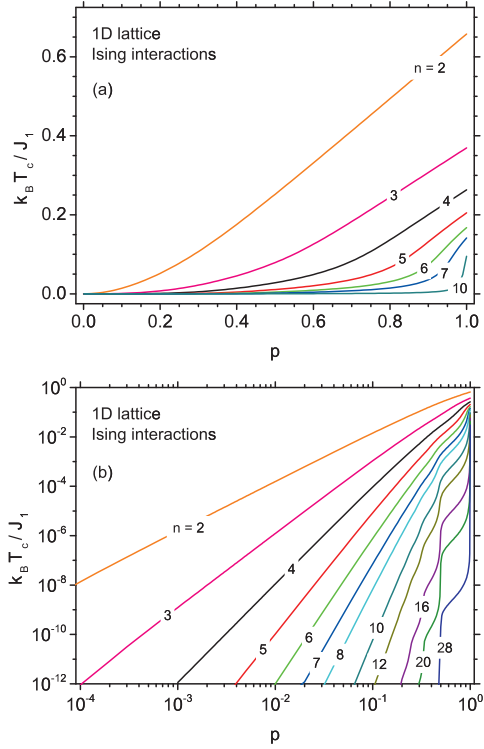 1D lattice
Ising interactions
(a)
n = 2
3
4
5
6
7
10
0.6
0.4
0.2
0.0
k_B T_c / J_1
0.0 0.2 0.4 0.6 0.8 1.0
p
10^0
10^-2
10^-4
10^-6
10^-8
10^-10
10^-12
k_B T_c / J_1
1D lattice
Ising interactions
(b)
n = 2
3
4
5
6
7
8
10
12
16
20
28
10^-4 10^-3 10^-2 10^-1 10^0
p